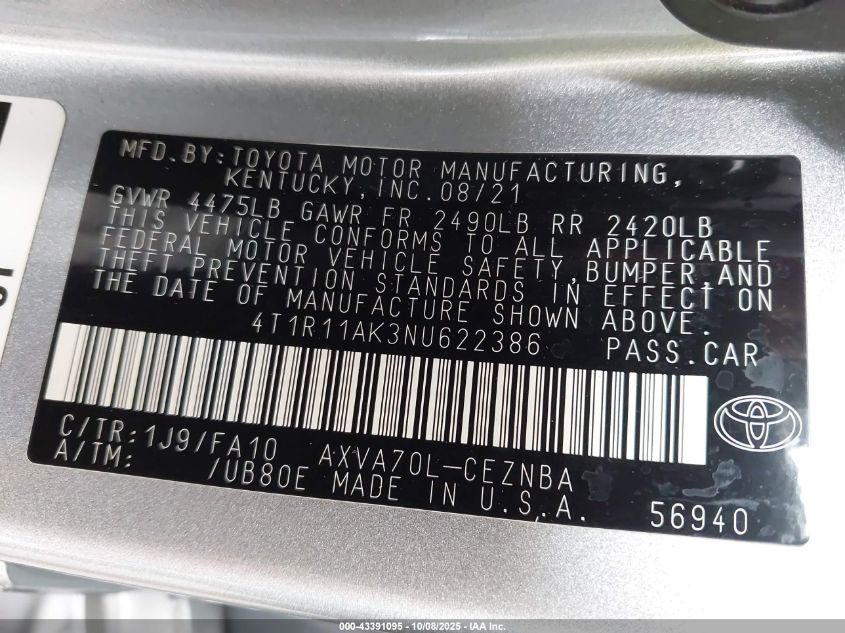 MFD.BY:TOYOTA MOTOR MANUFACTURING,
KENTUCKY,INC.08/21
GVWR 4475LB GAWR FR 2490LB RR 2420LB
THIS VEHICLE CONFORMS TO ALL APPLICABLE
FEDERAL MOTOR VEHICLE SAFETY,BUMPER,AND
THEFT PREVENTION STANDARDS IN EFFECT ON
THE DATE OF MANUFACTURE SHOWN ABOVE.
4T1R11AK3NU622386 PASS.CAR
C/TR:1J9/FA10 AXVA70L-CEZNBA
A/TM: /UB80E MADE IN U.S.A. 56940
000-43391095 - 10/08/2025 - IAA Inc.